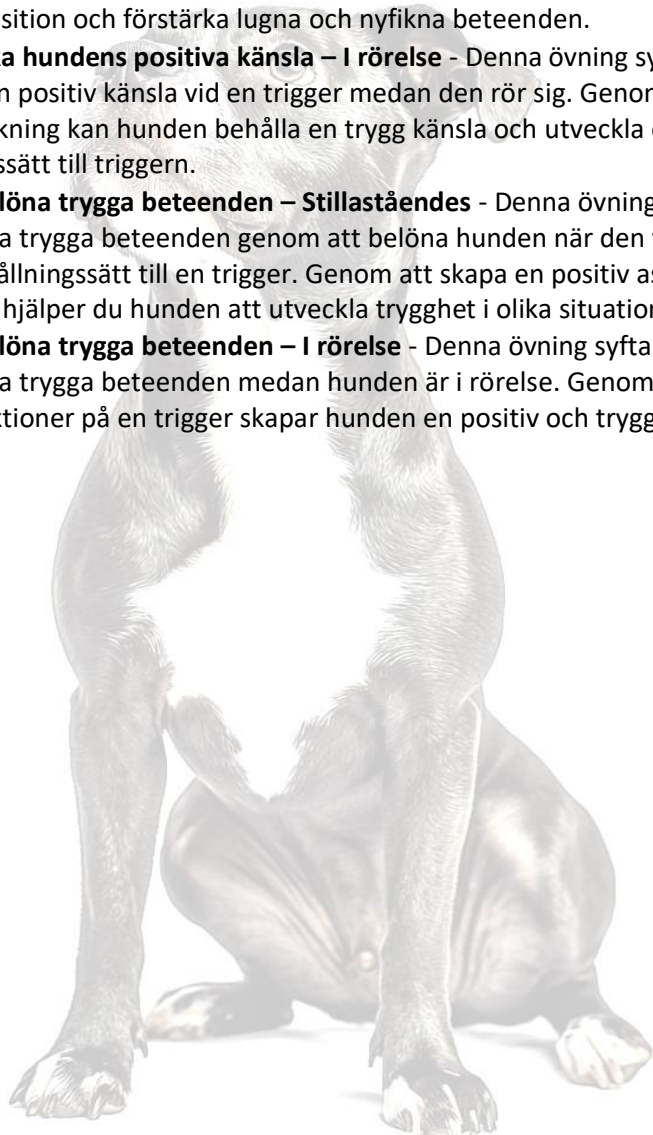 sition och förstärka lugna och nyfikna beteenden.
ka hundens positiva känsla – I rörelse - Denna övning sy
n positiv känsla vid en trigger medan den rör sig. Genom
kning kan hunden behålla en trygg känsla och utveckla
ssätt till triggern.
löna trygga beteenden – Stillaståendes - Denna övning
a trygga beteenden genom att belöna hunden när den
ållningssätt till en trigger. Genom att skapa en positiv as
hjälper du hunden att utveckla trygghet i olika situation
löna trygga beteenden – I rörelse - Denna övning syfta
a trygga beteenden medan hunden är i rörelse. Genom
ktioner på en trigger skapar hunden en positiv och trygg